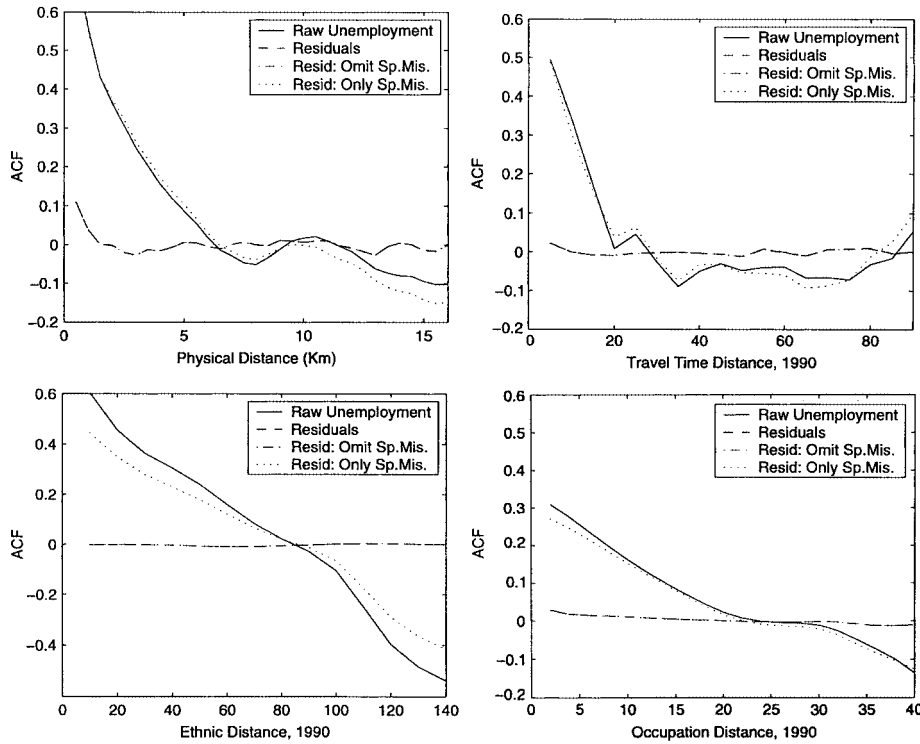 0.6
0.5
0.4
0.3
0.2
0.1
0
−0.1
−0.2
ACF
0
5
10
15
Physical Distance (Km)
Raw Unemployment
Residuals
Resid: Omit Sp.Mis.
Resid: Only Sp.Mis.
0.6
0.5
0.4
0.3
0.2
0.1
0
−0.1
−0.2
ACF
0
20
40
60
80
Travel Time Distance, 1990
Raw Unemployment
Residuals
Resid: Omit Sp.Mis.
Resid: Only Sp.Mis.
0.6
0.4
0.2
0
−0.2
−0.4
ACF
0
20
40
60
80
100
120
140
Ethnic Distance, 1990
Raw Unemployment
Residuals
Resid: Omit Sp.Mis.
Resid: Only Sp.Mis.
0.6
0.5
0.4
0.3
0.2
0.1
0
−0.1
−0.2
ACF
0
5
10
15
20
25
30
35
40
Occupation Distance, 1990
Raw Unemployment
Residuals
Resid: Omit Sp.Mis.
Resid: Only Sp.Mis.